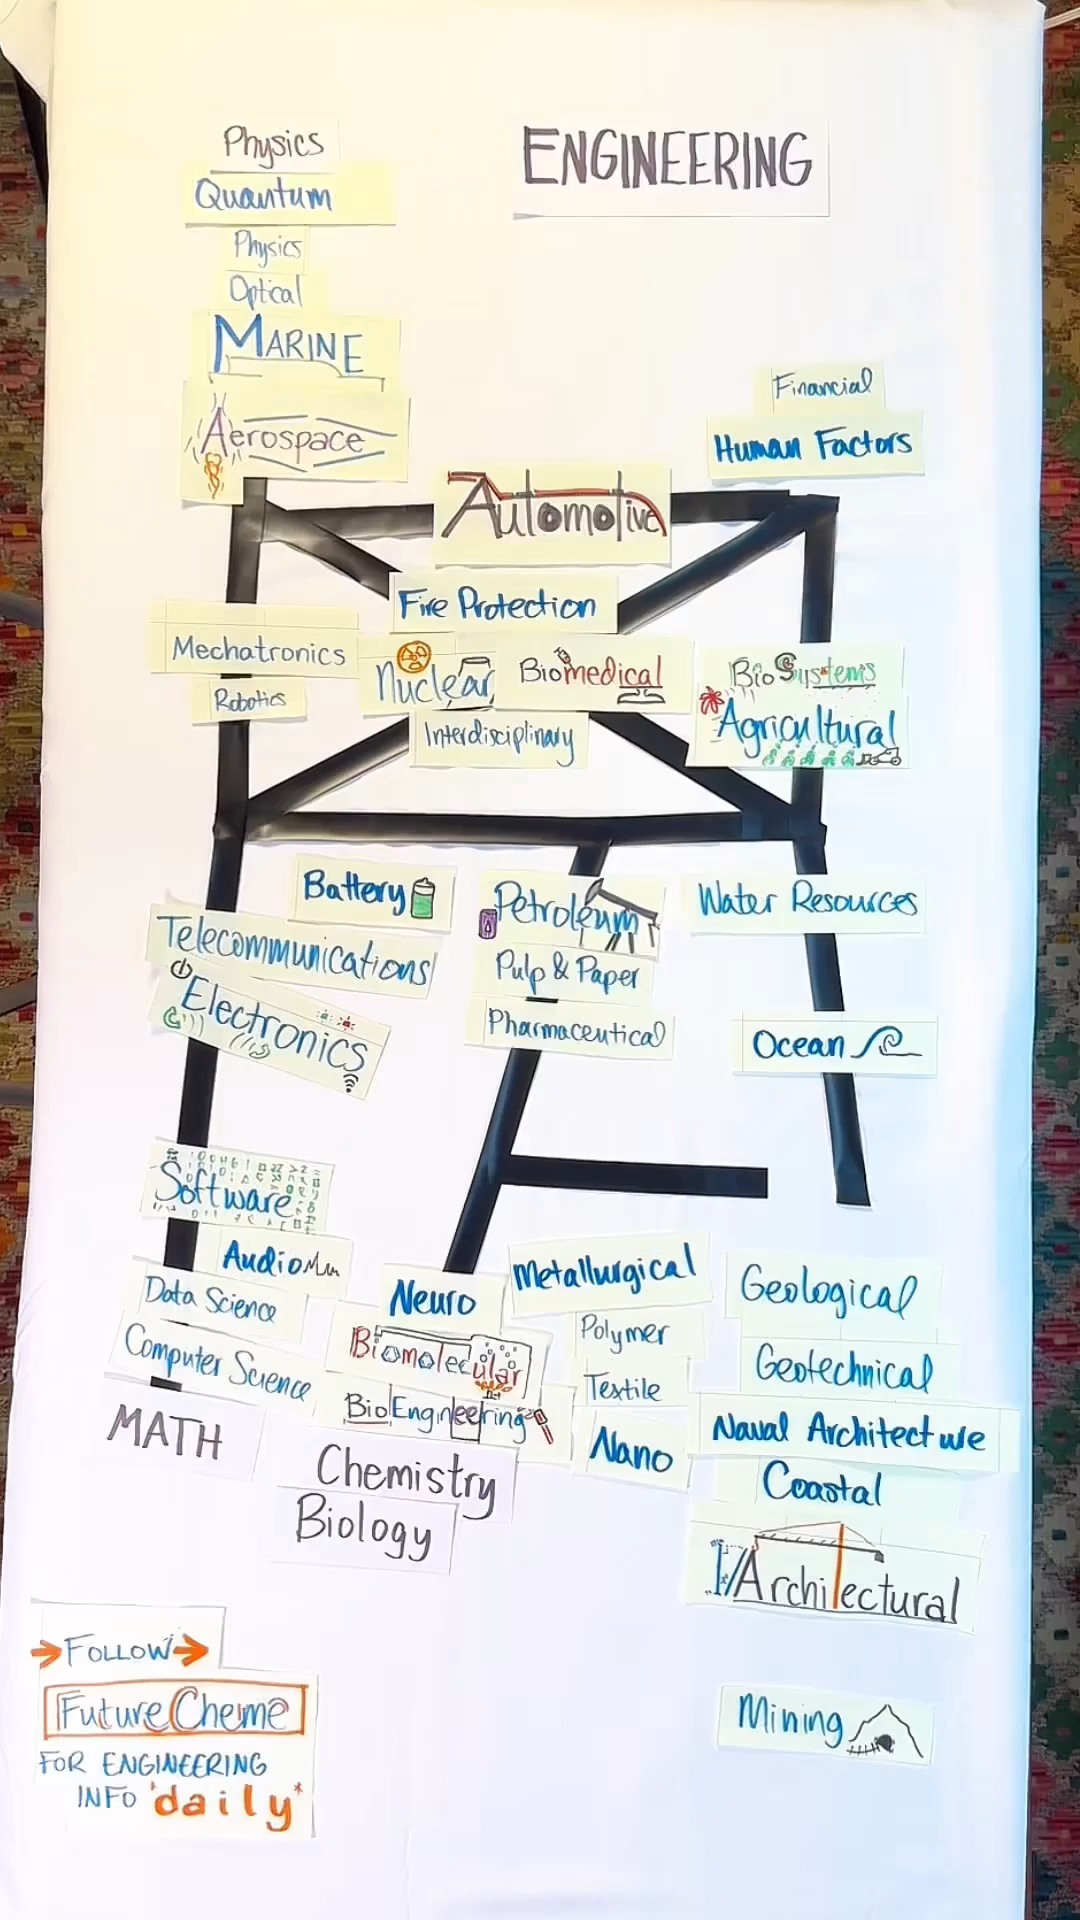 Physics
ENGINEERING
Quantum
Physics
Optical
MARINE
Aerospace
Financial
Human Factors
Automotive
Fire Protection
Mechatronics
Robotics
Nuclear
Biomedical
Interdisciplinary
BioSystems
Agricultural
Battery
Telecommunications
Electronics
Petroleum
Pulp & Paper
Pharmaceutical
Water Resources
Ocean
Software
Audio
Data Science
Computer Science
MATH
Neuro
Biomolecular
BioEngineering
Chemistry
Biology
Metallurgical
Polymer
Textile
Nano
Geological
Geotechnical
Naval Architecture
Coastal
Architectural
Mining
→ FOLLOW →
FutureCheme
FOR ENGINEERING
INFO *daily*